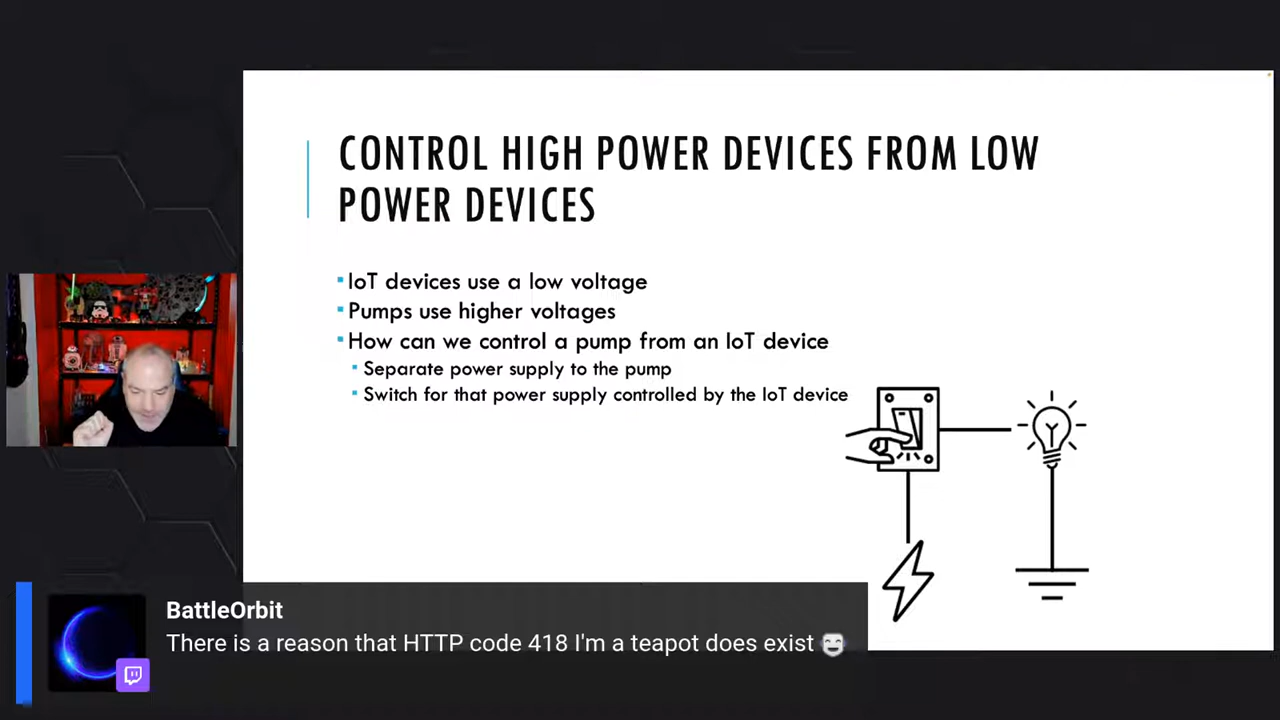 CONTROL HIGH POWER DEVICES FROM LOW
POWER DEVICES
IoT devices use a low voltage
Pumps use higher voltages
How can we control a pump from an IoT device
Separate power supply to the pump
Switch for that power supply controlled by the IoT device
BattleOrbit
There is a reason that HTTP code 418 I'm a teapot does exist